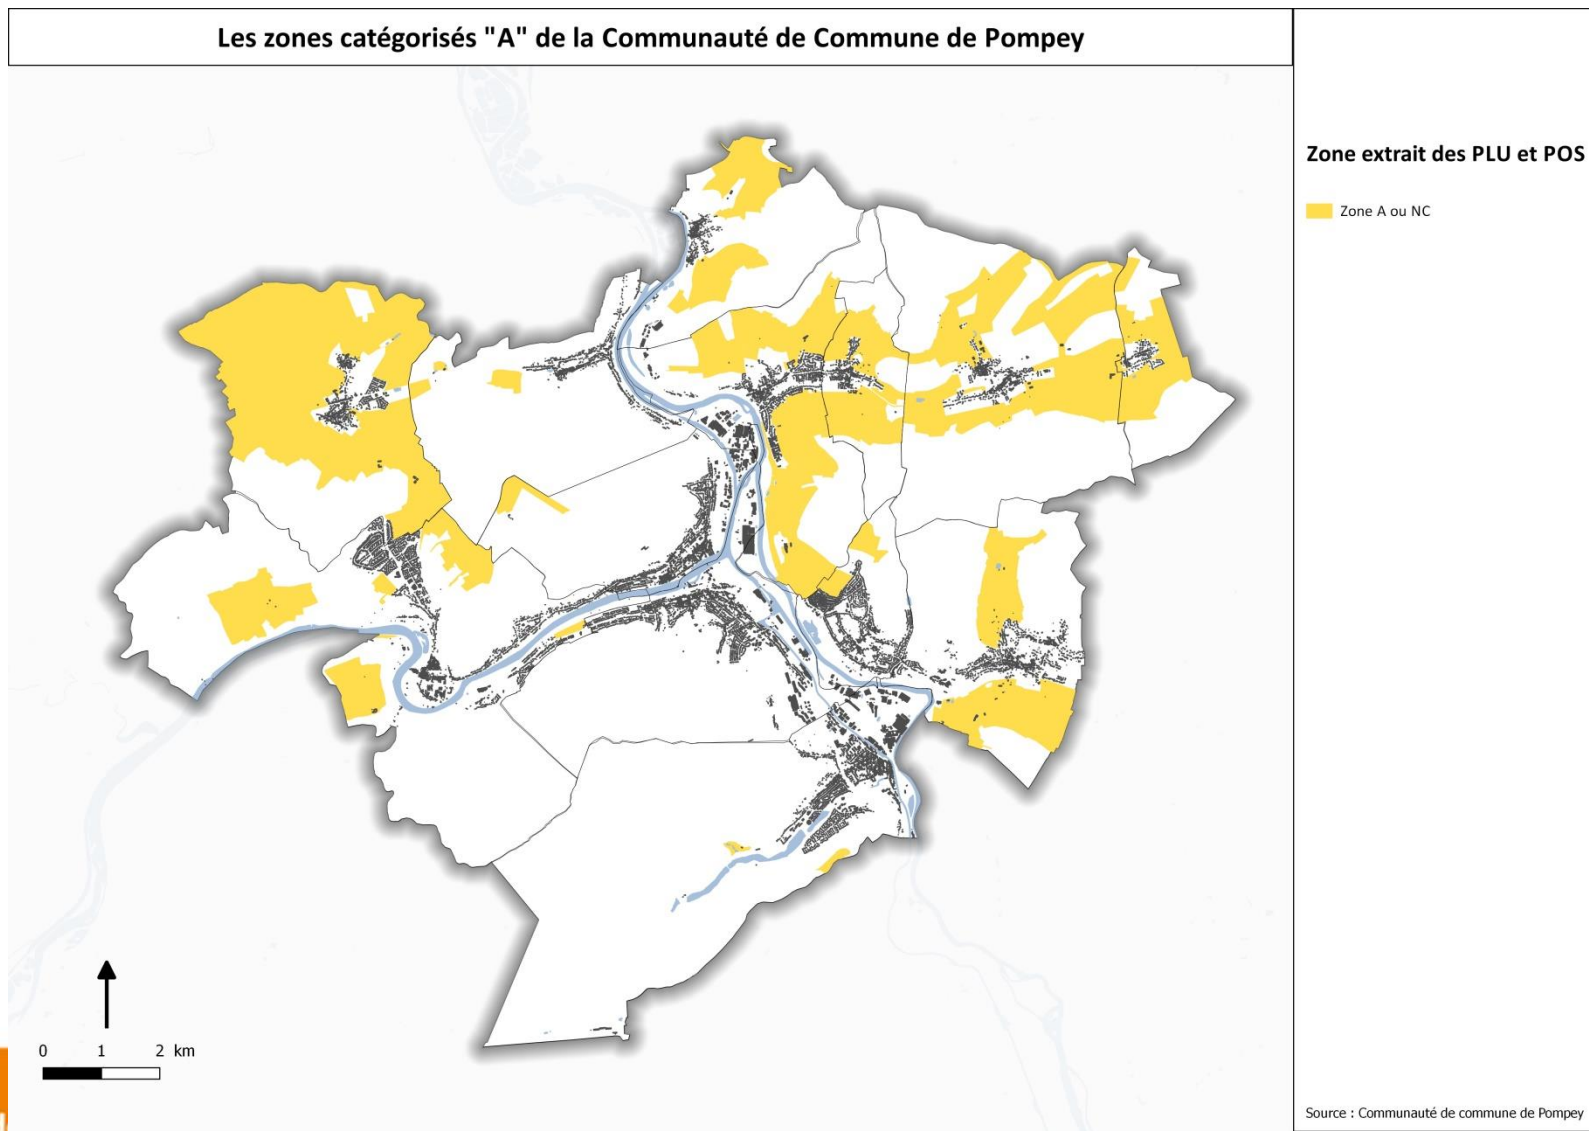 Les zones catégorisés "A" de la Communauté de Commune de Pompey
Zone extrait des PLU et POS
Zone A ou NC
0 1 2 km
Source : Communauté de commune de Pompey